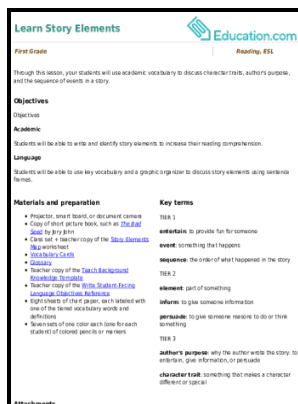 Learn Story Elements
Education.com
First Grade
Reading, ESL
Through this lesson, your students will use academic vocabulary to discuss character traits, author's purpose,
and the sequence of events in a story.
Objectives
Objectives
Academic
Students will be able to write and identify story elements to increase their reading comprehension.
Language
Students will be able to use key vocabulary and a graphic organizer to discuss story elements using sentence
frames.
Materials and preparation
Projector, smart board, or document camera
Copy of short picture book, such as The Bad
Seed by Jory John
Class set + teacher copy of the Story Elements
Map worksheet
Vocabulary Cards
Glossary
Teacher copy of the Teach Background
Knowledge Template
Teacher copy of the Write Student-Facing
Language Objectives Reference
Eight sheets of chart paper, each labeled with
one of the tiered vocabulary words and
definitions
Seven sets of one color each (one for each
student) of colored pencils or markers
Key terms
TIER 1
entertain: to provide fun for someone
event: something that happens
sequence: the order of what happened in the story
TIER 2
element: part of something
inform: to give someone information
persuade: to give someone reasons to do or think
something
TIER 3
author's purpose: why the author wrote the story: to
entertain, give information, or persuade
character trait: something that makes a character
different or special
Attachments